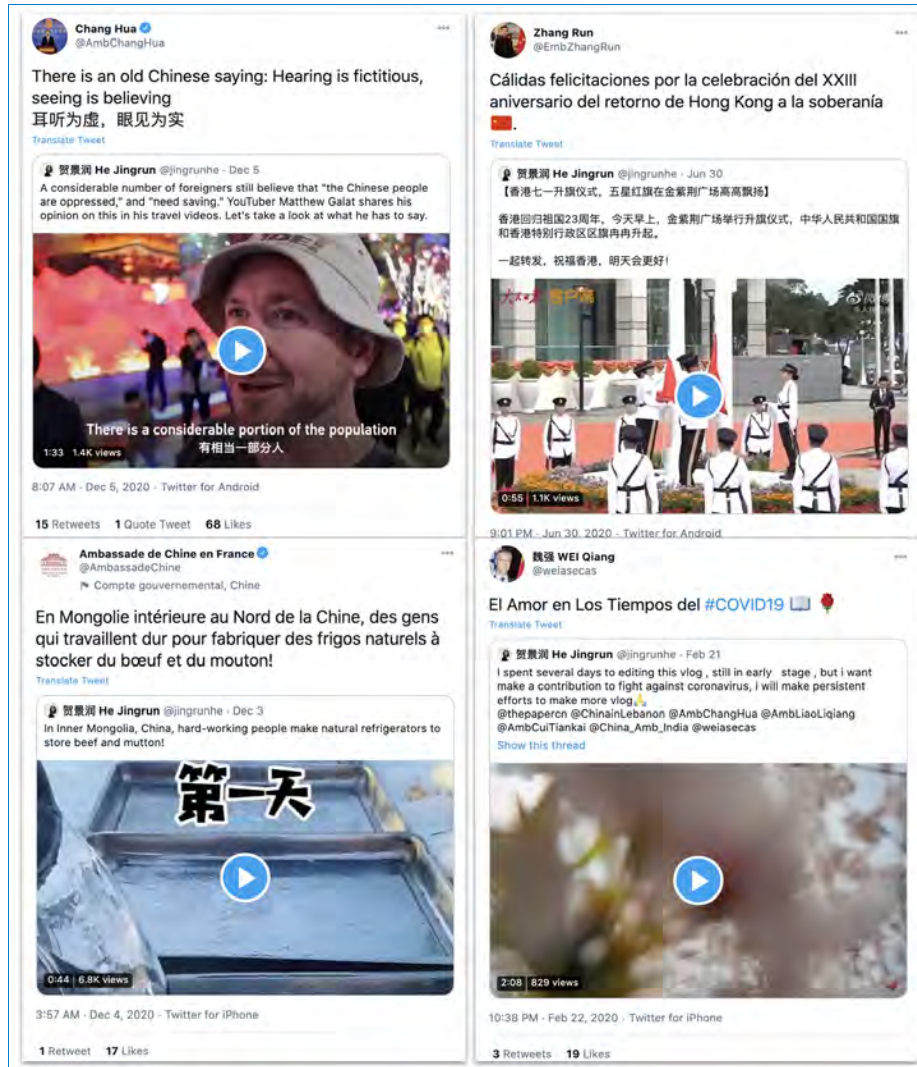 Chang Hua
@AmbChangHua
There is an old Chinese saying: Hearing is fictitious,
seeing is believing
耳听为虚，眼见为实
Translate Tweet
贺景润 He Jingrun @jingrunhe · Dec 5
A considerable number of foreigners still believe that "the Chinese people
are oppressed," and "need saving." YouTuber Matthew Galat shares his
opinion on this in his travel videos. Let's take a look at what he has to say.
There is a considerable portion of the population
有相当一部分人
1:33 1.4K views
8:07 AM · Dec 5, 2020 · Twitter for Android
15 Retweets 1 Quote Tweet 68 Likes
Zhang Run
@EmbZhangRun
Cálidas felicitaciones por la celebración del XXIII
aniversario del retorno de Hong Kong a la soberanía
🇨🇳.
Translate Tweet
贺景润 He Jingrun @jingrunhe · Jun 30
【香港七一升旗仪式，五星红旗在金紫荆广场高高飘扬】
香港回归祖国23周年，今天早上，金紫荆广场举行升旗仪式，中华人民共和国国旗
和香港特别行政区区旗冉冉升起。
一起转发，祝福香港，明天会更好！
客户端
0:55 1.1K views
9:01 PM · Jun 30, 2020 · Twitter for Android
Ambassade de Chine en France
@AmbassadeChine
Compte gouvernemental, Chine
En Mongolie intérieure au Nord de la Chine, des gens
qui travaillent dur pour fabriquer des frigos naturels à
stocker du bœuf et du mouton!
Translate Tweet
贺景润 He Jingrun @jingrunhe · Dec 3
In Inner Mongolia, China, hard-working people make natural refrigerators to
store beef and mutton!
第一天
0:44 6.8K views
3:57 AM · Dec 4, 2020 · Twitter for iPhone
1 Retweet 17 Likes
魏强 WEI Qiang
@weiasecas
El Amor en Los Tiempos del #COVID19 📖 🌹
Translate Tweet
贺景润 He Jingrun @jingrunhe · Feb 21
I spent several days to editing this vlog , still in early stage , but i want
make a contribution to fight against coronavirus, i will make persistent
efforts to make more vlog🙏
@thepapercn @ChinainLebanon @AmbChangHua @AmbLiaoLiqiang
@AmbCuiTiankai @China_Amb_India @weiasecas
Show this thread
2:08 829 views
10:38 PM · Feb 22, 2020 · Twitter for iPhone
3 Retweets 19 Likes